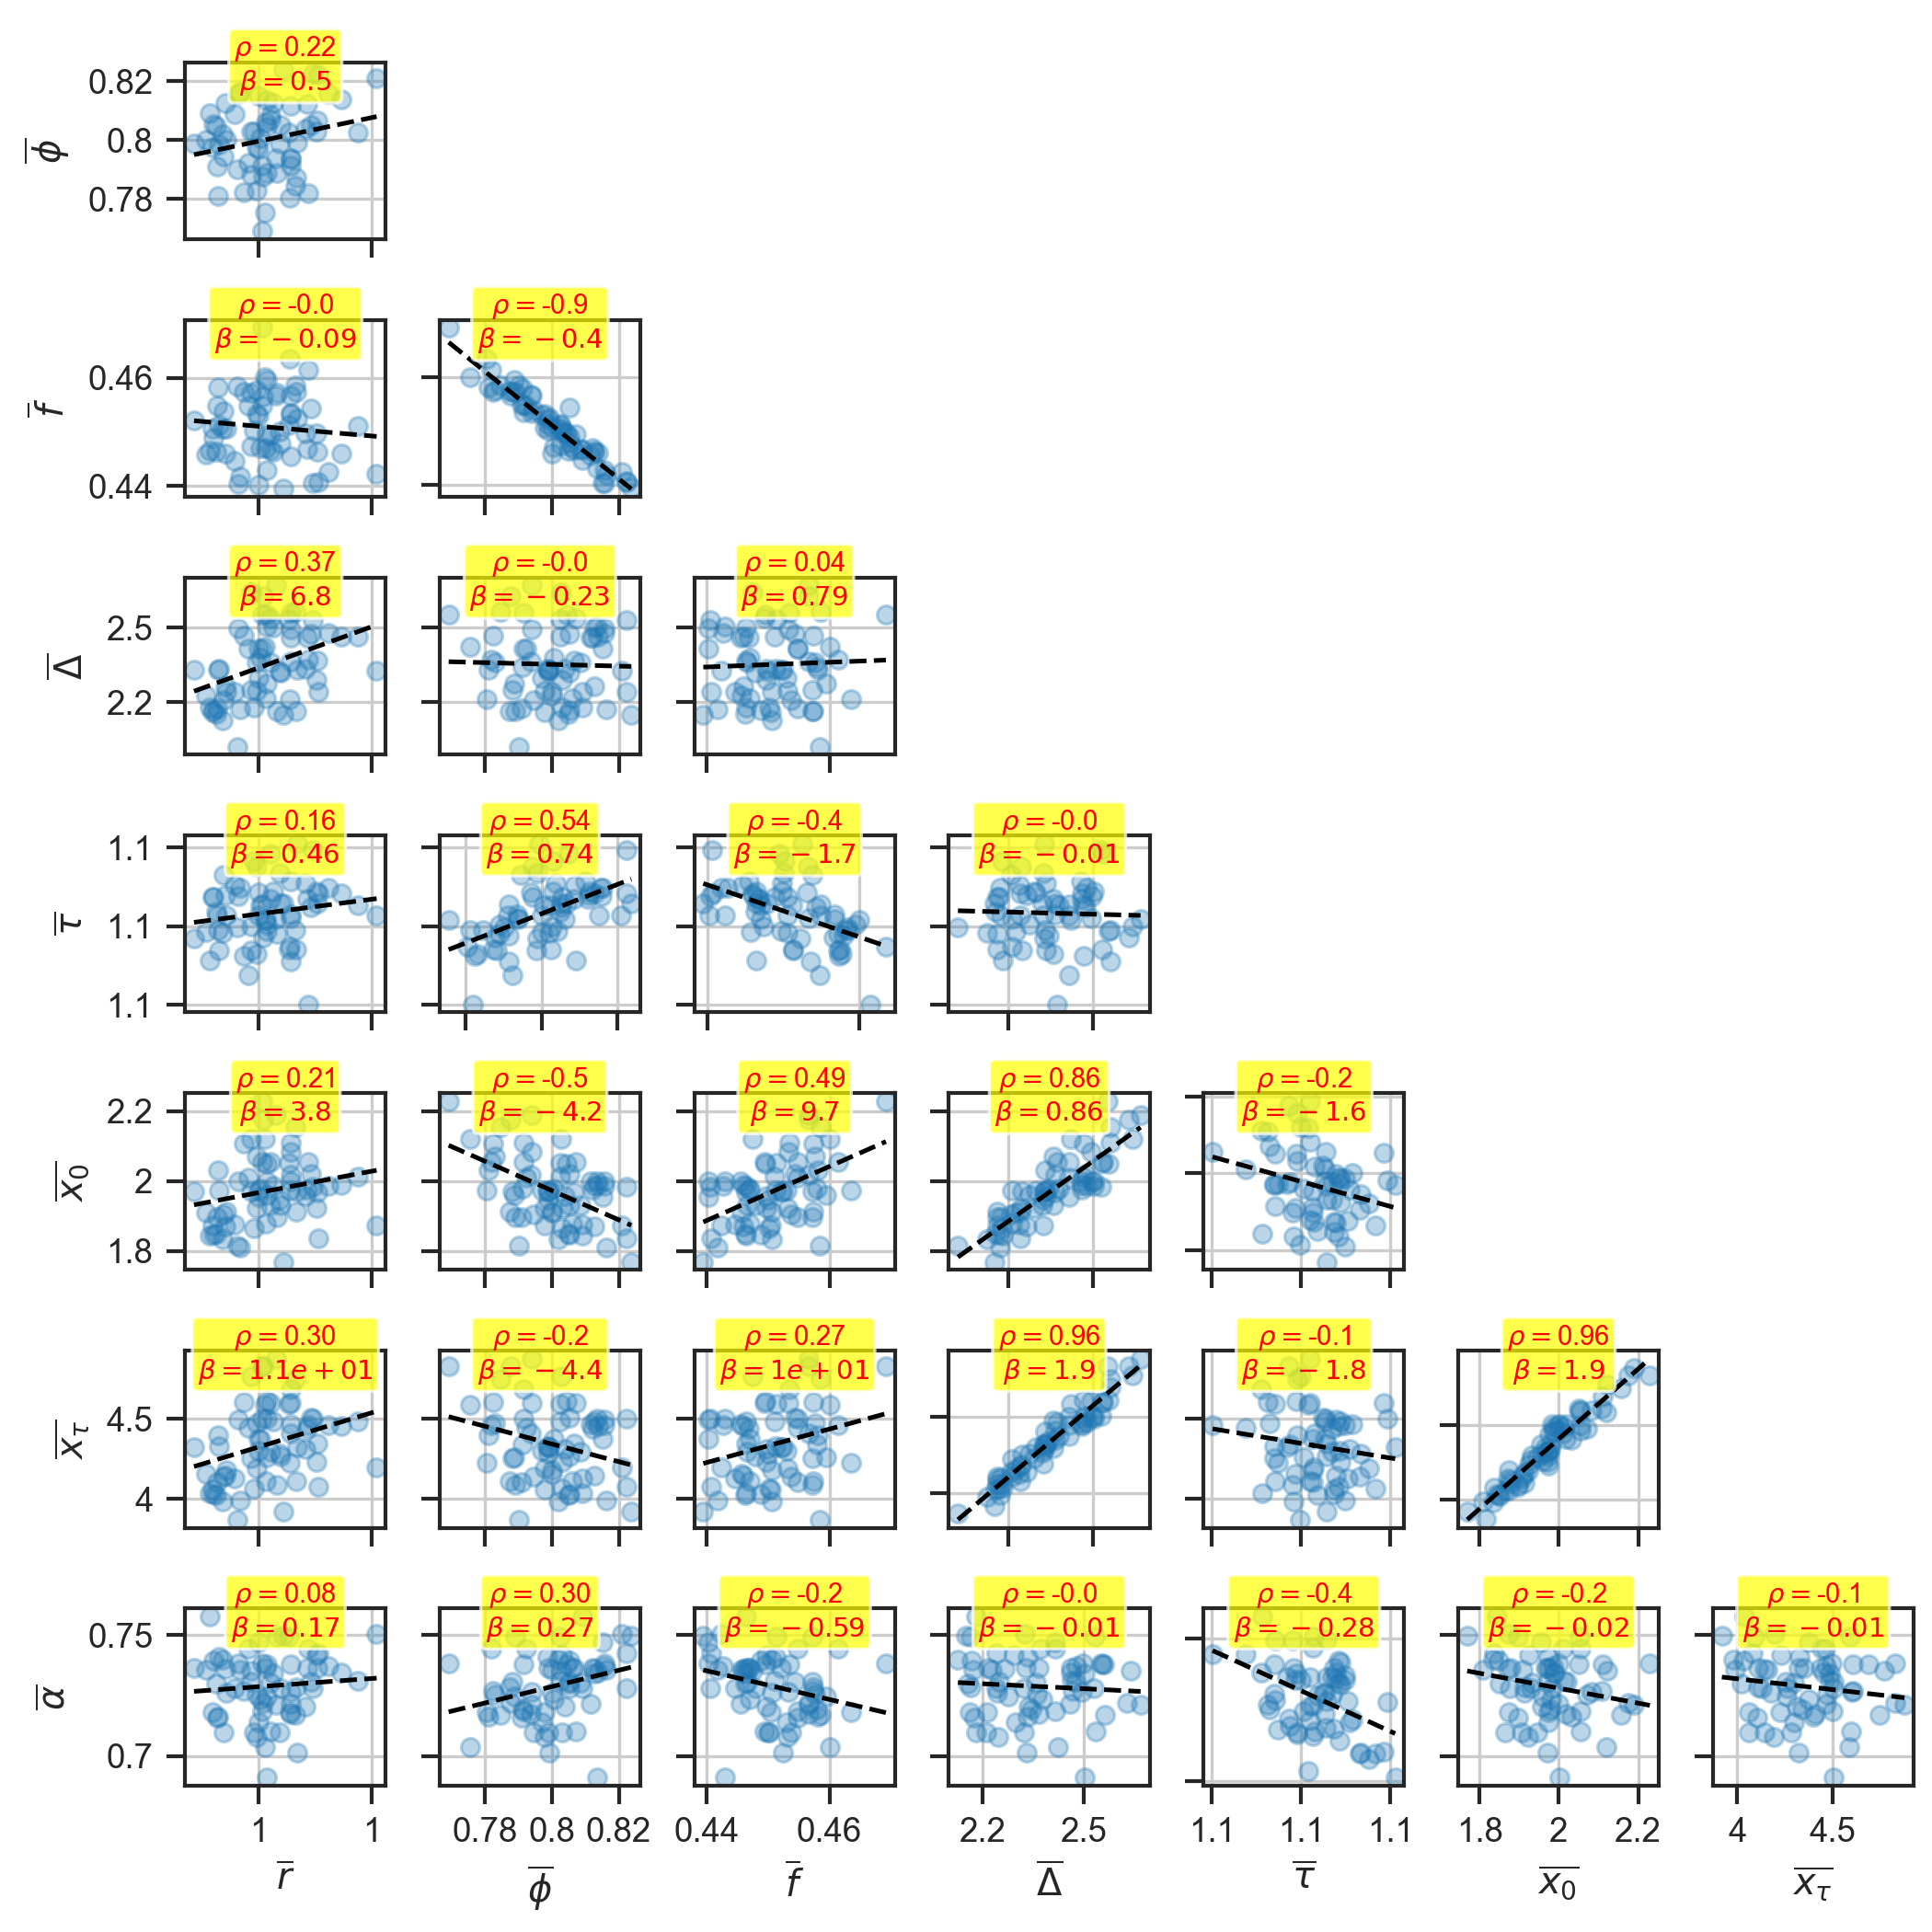 ρ = 0.22
β = 0.5
0.82
0.8
0.78
ϕ̅
ρ = -0.0
β = − 0.09
ρ = -0.9
β = − 0.4
0.46
0.44
f̅
ρ = 0.37
β = 6.8
ρ = -0.0
β = − 0.23
ρ = 0.04
β = 0.79
2.5
2.2
Δ̅
ρ = 0.16
β = 0.46
ρ = 0.54
β = 0.74
ρ = -0.4
β = − 1.7
ρ = -0.0
β = − 0.01
1.1
1.1
1.1
τ̅
ρ = 0.21
β = 3.8
ρ = -0.5
β = − 4.2
ρ = 0.49
β = 9.7
ρ = 0.86
β = 0.86
ρ = -0.2
β = − 1.6
2.2
2
1.8
x̅₀
ρ = 0.30
β = 1.1e + 01
ρ = -0.2
β = − 4.4
ρ = 0.27
β = 1e + 01
ρ = 0.96
β = 1.9
ρ = -0.1
β = − 1.8
ρ = 0.96
β = 1.9
4.5
4
x̅_τ
ρ = 0.08
β = 0.17
ρ = 0.30
β = 0.27
ρ = -0.2
β = − 0.59
ρ = -0.0
β = − 0.01
ρ = -0.4
β = − 0.28
ρ = -0.2
β = − 0.02
ρ = -0.1
β = − 0.01
0.75
0.7
α̅
1 1 0.78 0.8 0.82 0.44 0.46 2.2 2.5 1.1 1.1 1.1 1.8 2 2.2 4 4.5
r̅ ϕ̅ f̅ Δ̅ τ̅ x̅₀ x̅_τ